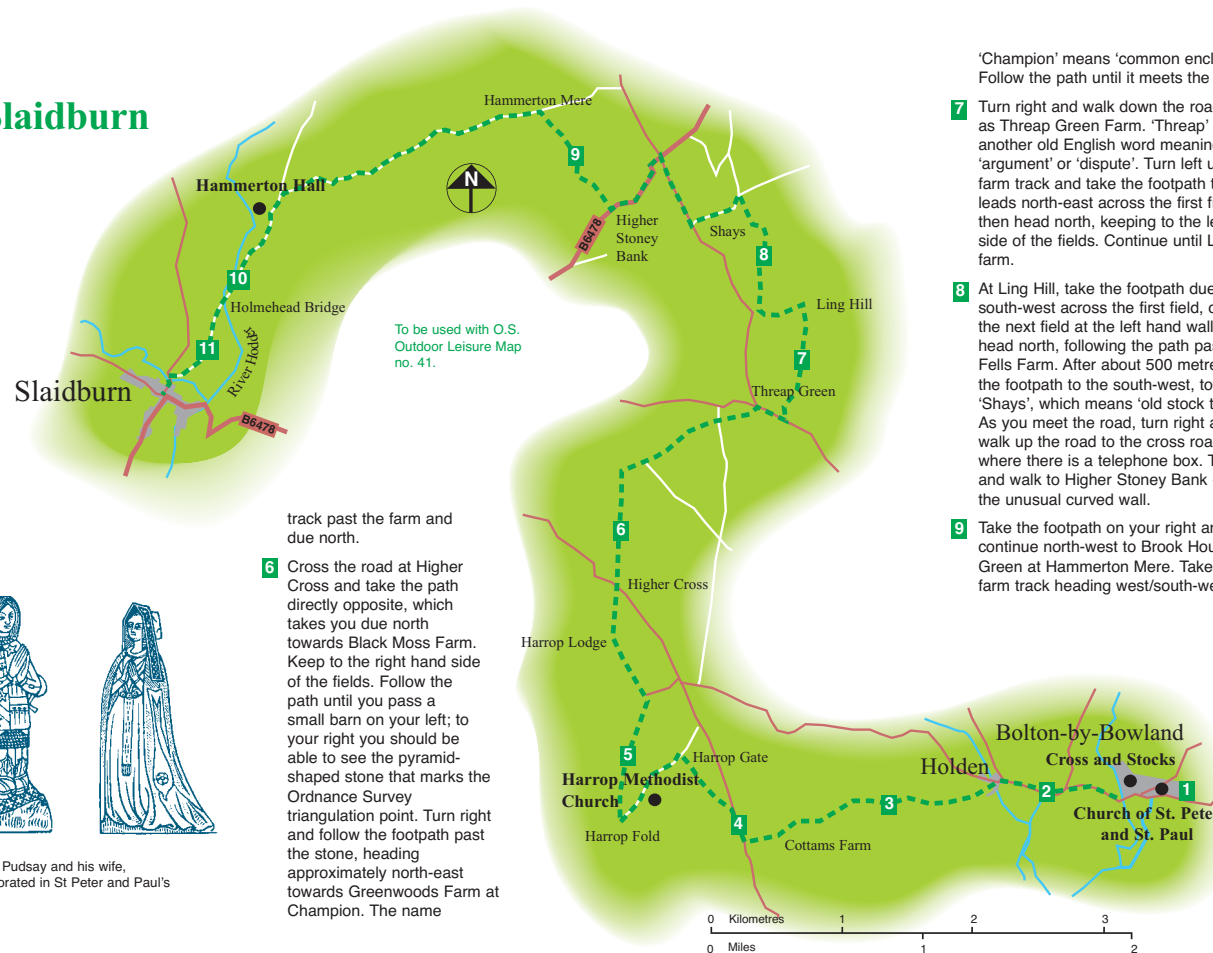 Slaidburn
Hammerton Mere
Hammerton Hall
N
9
B6478
Higher
Stoney
Bank
Shays
8
10
Holmehead Bridge
Ling Hill
River Hodder
11
Slaidburn
B6478
To be used with O.S.
Outdoor Leisure Map
no. 41.
7
Threap Green
6
Higher Cross
Harrop Lodge
5
Harrop Gate
Harrop Methodist
Church
Harrop Fold
4
Cottams Farm
3
Holden
2
Bolton-by-Bowland
Cross and Stocks
1
Church of St. Pete
and St. Paul
0 Kilometres 1 2 3
0 Miles 1 2
track past the farm and
due north.
6 Cross the road at Higher
Cross and take the path
directly opposite, which
takes you due north
towards Black Moss Farm.
Keep to the right hand side
of the fields. Follow the
path until you pass a
small barn on your left; to
your right you should be
able to see the pyramid-
shaped stone that marks the
Ordnance Survey
triangulation point. Turn right
and follow the footpath past
the stone, heading
approximately north-east
towards Greenwoods Farm at
Champion. The name
Pudsay and his wife,
orated in St Peter and Paul's
‘Champion’ means ‘common encl
Follow the path until it meets the
7 Turn right and walk down the roa
as Threap Green Farm. ‘Threap’
another old English word meanin
‘argument’ or ‘dispute’. Turn left u
farm track and take the footpath t
leads north-east across the first fi
then head north, keeping to the le
side of the fields. Continue until L
farm.
8 At Ling Hill, take the footpath due
south-west across the first field, c
the next field at the left hand wall
head north, following the path pas
Fells Farm. After about 500 metre
the footpath to the south-west, to
‘Shays’, which means ‘old stock t
As you meet the road, turn right a
walk up the road to the cross roa
where there is a telephone box. T
and walk to Higher Stoney Bank
the unusual curved wall.
9 Take the footpath on your right an
continue north-west to Brook Hou
Green at Hammerton Mere. Take
farm track heading west/south-we